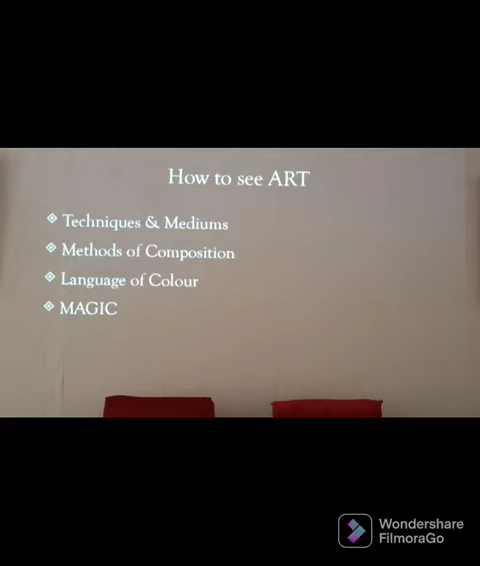 How to see ART
Techniques & Mediums
Methods of Composition
Language of Colour
MAGIC
Wondershare
FilmoraGo